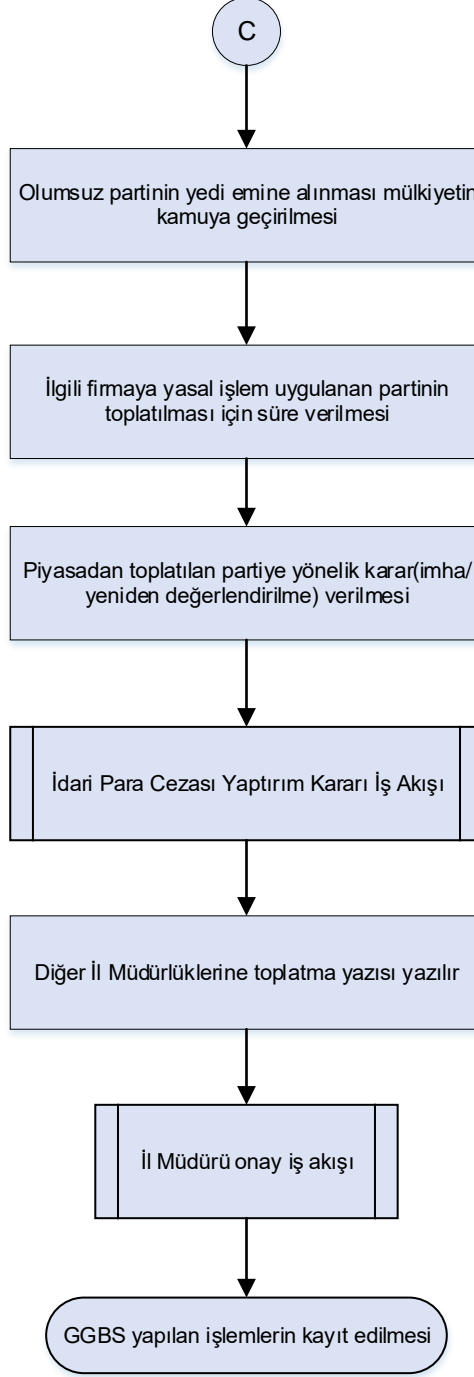 C
Olumsuz partinin yedi emine alınması mülkiyetin
kamuya geçirilmesi
İlgili firmaya yasal işlem uygulanan partinin
toplatılması için süre verilmesi
Piyasadan toplatılan partiye yönelik karar(imha/
yeniden değerlendirilme) verilmesi
İdari Para Cezası Yaptırım Kararı İş Akışı
Diğer İl Müdürlüklerine toplatma yazısı yazılır
İl Müdürü onay iş akışı
GGBS yapılan işlemlerin kayıt edilmesi